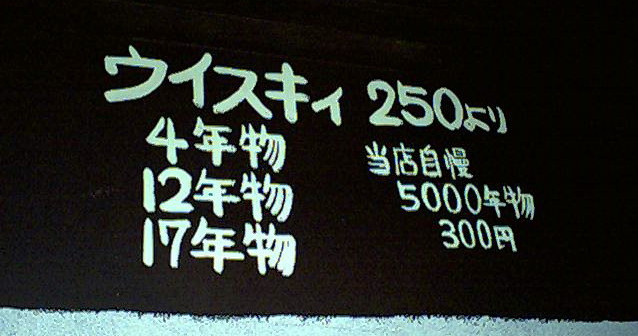 ウイスキィ 250より
4年物
12年物
17年物
当店自慢
5000年物
300円